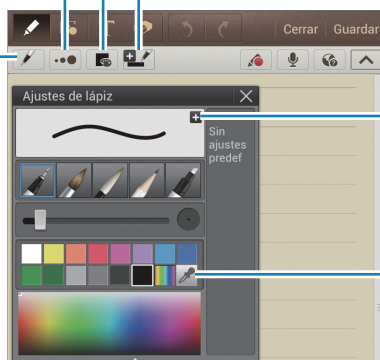 Cerrar Guardar
Ajustes de lápiz
Sin
ajustes
predef